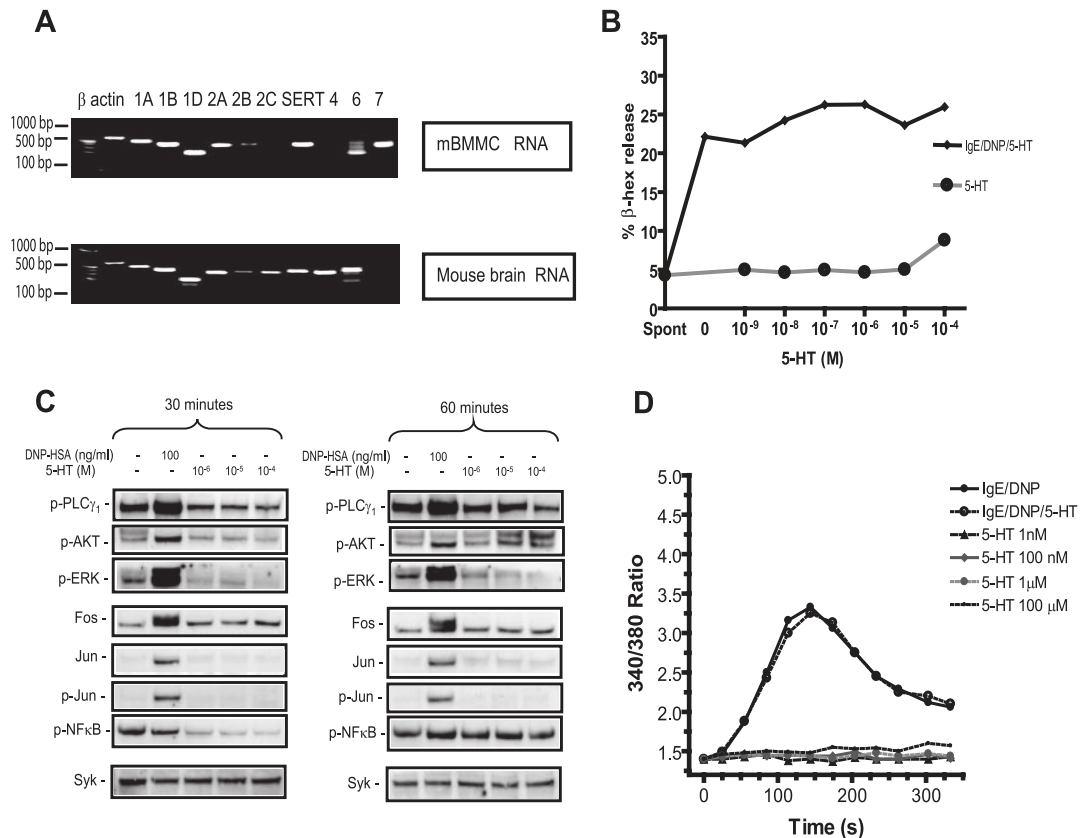 A
β actin 1A 1B 1D 2A 2B 2C SERT 4 6 7
1000 bp
500 bp
100 bp
mBMMC RNA
1000 bp
500 bp
100 bp
Mouse brain RNA
B
35
30
25
20
15
10
5
0
% β-hex release
Spont 0 10⁻⁹ 10⁻⁸ 10⁻⁷ 10⁻⁶ 10⁻⁵ 10⁻⁴
5-HT (M)
IgE/DNP/5-HT
5-HT
C
30 minutes
DNP-HSA (ng/ml) - 100 - - -
5-HT (M) - - 10⁻⁶ 10⁻⁵ 10⁻⁴
p-PLCγ₁ -
p-AKT -
p-ERK -
Fos -
Jun -
p-Jun -
p-NFκB -
Syk -
60 minutes
DNP-HSA (ng/ml) - 100 - - -
5-HT (M) - - 10⁻⁶ 10⁻⁵ 10⁻⁴
p-PLCγ₁ -
p-AKT -
p-ERK -
Fos -
Jun -
p-Jun -
p-NFκB -
Syk -
D
5.0
4.5
4.0
3.5
3.0
2.5
2.0
1.5
340/380 Ratio
0 100 200 300
Time (s)
IgE/DNP
IgE/DNP/5-HT
5-HT 1nM
5-HT 100 nM
5-HT 1μM
5-HT 100 μM